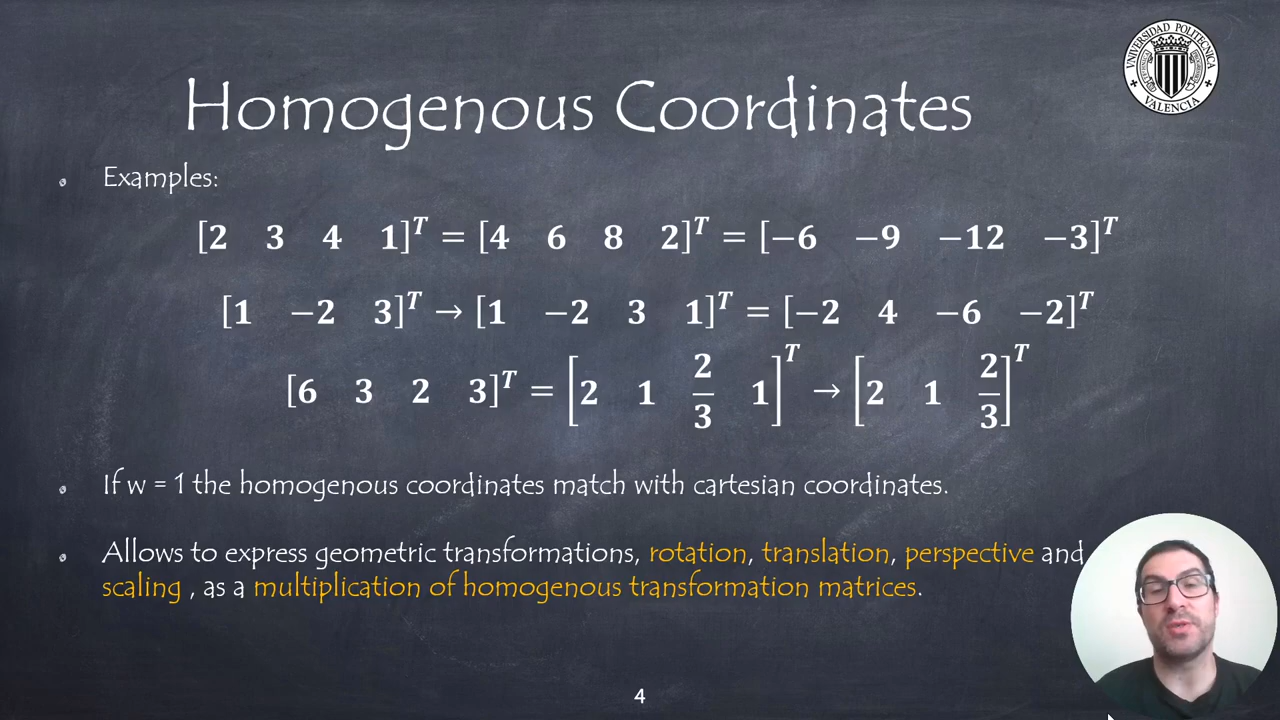 UNIVERSIDAD POLITECNICA
VALENCIA
Homogenous Coordinates
Examples:
[2 3 4 1]^T = [4 6 8 2]^T = [−6 −9 −12 −3]^T
[1 −2 3]^T → [1 −2 3 1]^T = [−2 4 −6 −2]^T
[6 3 2 3]^T = [2 1 2/3 1]^T → [2 1 2/3]^T
If w = 1 the homogenous coordinates match with cartesian coordinates.
Allows to express geometric transformations, rotation, translation, perspective and
scaling , as a multiplication of homogenous transformation matrices.
4